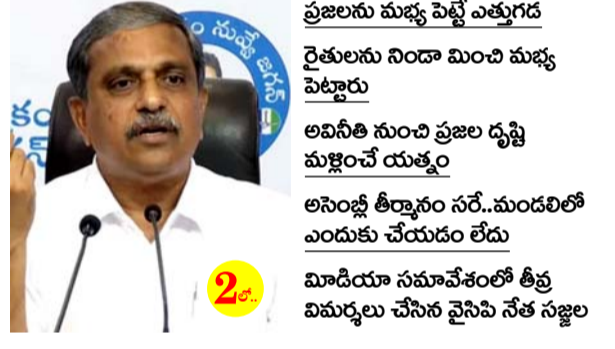 ం నువ్వే జగన్
కం
ప్రజలను మభ్య పెట్టే ఎత్తుగడ
రైతులను నిండా మించి మభ్య
పెట్టారు
అవినీతి నుంచి ప్రజల దృష్టి
మళ్లించే యత్నం
అసెంబ్లీ తీర్మానం సరే..మండలిలో
ఎందుకు చేయడం లేదు
మీడియా సమావేశంలో తీవ్ర
విమర్శలు చేసిన వైసిపి నేత సజ్జల
2లో..